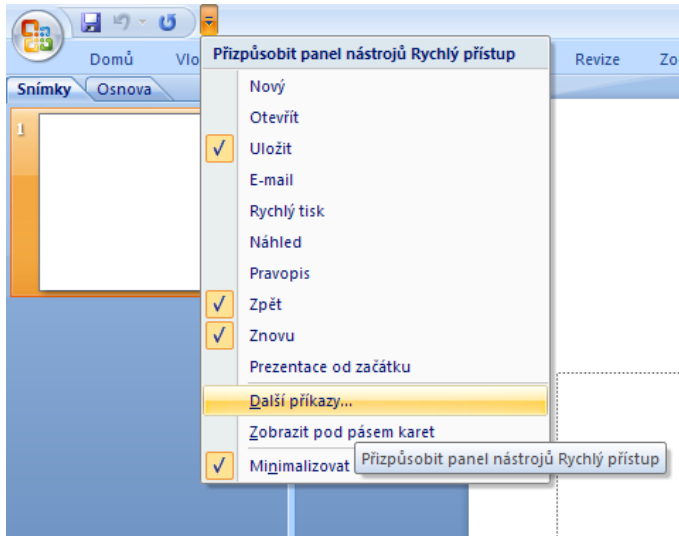 Domů
Vlo
Revize
Zo
Snímky
Osnova
1
Přizpůsobit panel nástrojů Rychlý přístup
Nový
Otevřít
Uložit
E-mail
Rychlý tisk
Náhled
Pravopis
Zpět
Znovu
Prezentace od začátku
Další příkazy...
Zobrazit pod pásem karet
Minimalizovat
Přizpůsobit panel nástrojů Rychlý přístup